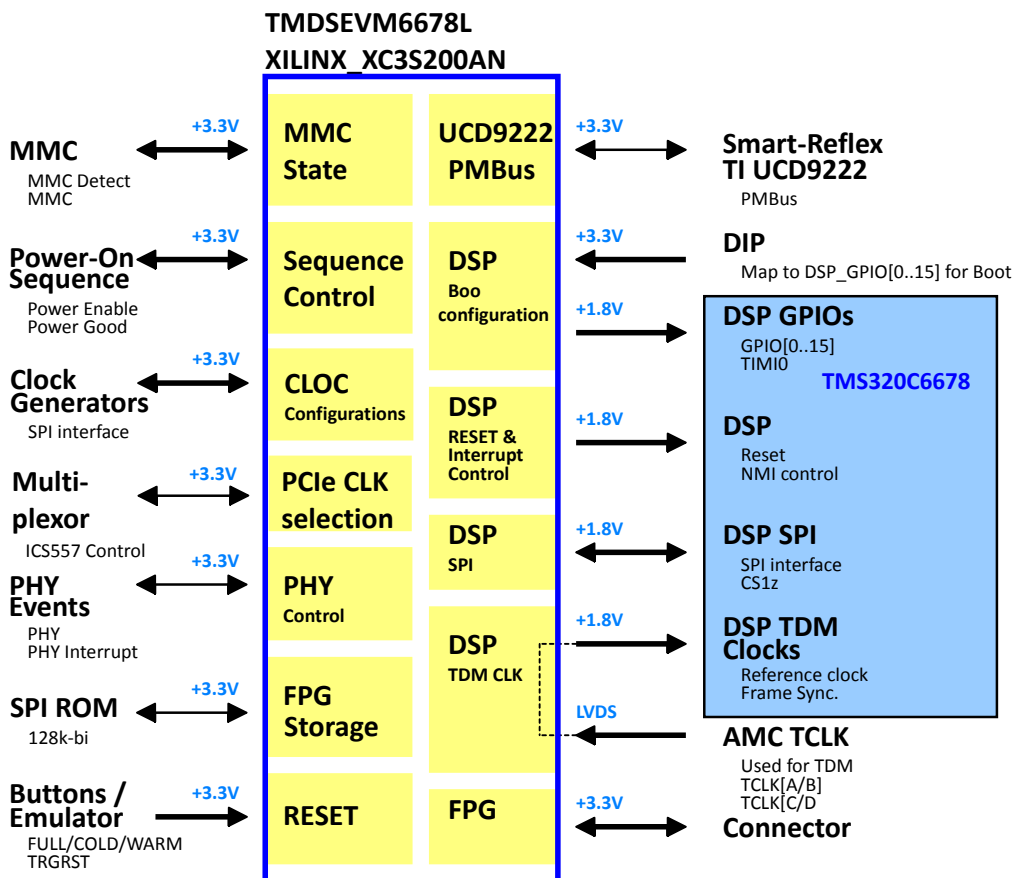 TMDSEVM6678L
XILINX_XC3S200AN
+3.3V
MMC
MMC Detect
MMC
+3.3V
Power-On
Sequence
Power Enable
Power Good
+3.3V
Clock
Generators
SPI interface
+3.3V
Multi-
plexor
ICS557 Control
+3.3V
PHY
Events
PHY
PHY Interrupt
+3.3V
SPI ROM
128k-bi
+3.3V
Buttons /
Emulator
FULL/COLD/WARM
TRGRST
MMC
State
Sequence
Control
CLOC
Configurations
PCIe CLK
selection
PHY
Control
FPG
Storage
RESET
UCD9222
PMBus
DSP
Boo
configuration
DSP
RESET &
Interrupt
Control
DSP
SPI
DSP
TDM CLK
FPG
+3.3V
Smart-Reflex
TI UCD9222
PMBus
+3.3V
DIP
Map to DSP_GPIO[0..15] for Boot
+1.8V
DSP GPIOs
GPIO[0..15]
TIMI0
TMS320C6678
+1.8V
DSP
Reset
NMI control
+1.8V
DSP SPI
SPI interface
CS1z
+1.8V
DSP TDM
Clocks
Reference clock
Frame Sync.
LVDS
AMC TCLK
Used for TDM
TCLK[A/B]
TCLK[C/D
+3.3V
Connector